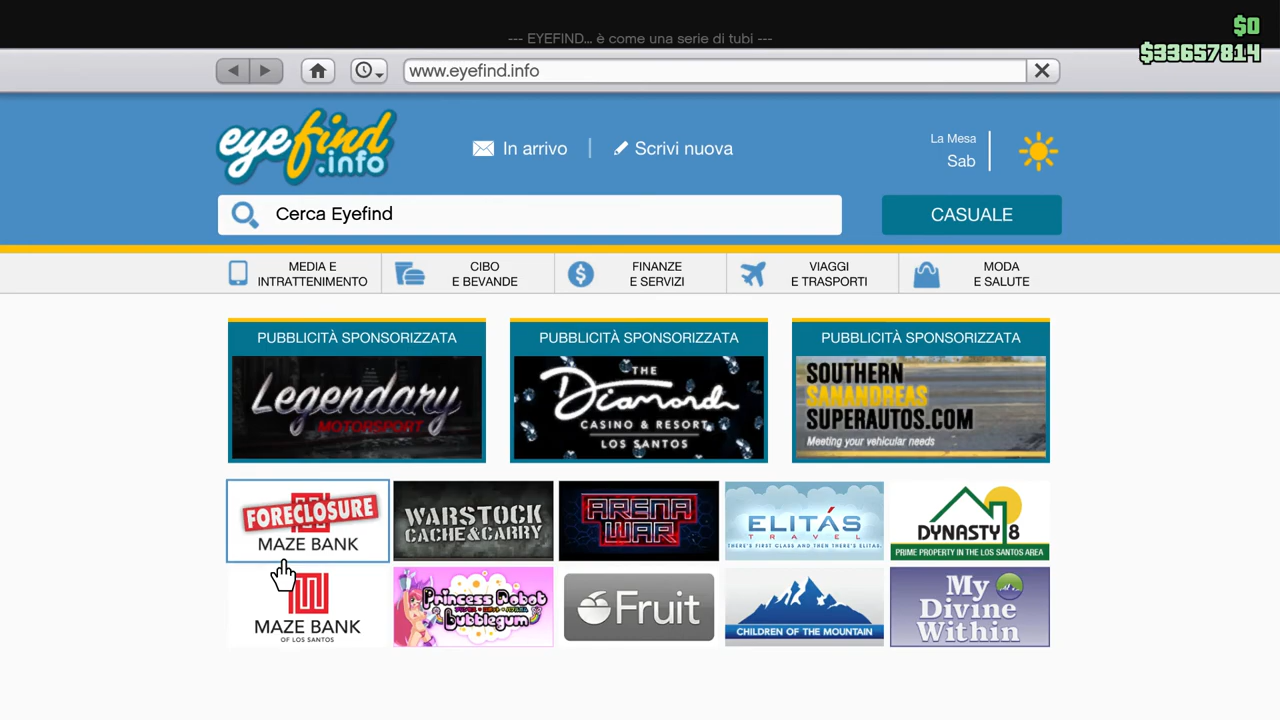 $0
--- EYEFIND... è come una serie di tubi ---
$33657814
www.eyefind.info
eyefind
.info
In arrivo
Scrivi nuova
La Mesa
Sab
Cerca Eyefind
CASUALE
MEDIA E
INTRATTENIMENTO
CIBO
E BEVANDE
FINANZE
E SERVIZI
VIAGGI
E TRASPORTI
MODA
E SALUTE
PUBBLICITÀ SPONSORIZZATA
Legendary
MOTORSPORT
PUBBLICITÀ SPONSORIZZATA
THE
Diamond
CASINO & RESORT
LOS SANTOS
PUBBLICITÀ SPONSORIZZATA
SOUTHERN
SANANDREAS
SUPERAUTOS.COM
Meeting your vehicular needs
FORECLOSURE
MAZE BANK
WARSTOCK
CACHE&CARRY
ARENA
WAR
ELITÁS
TRAVEL
THERE'S FIRST CLASS AND THEN THERE'S ELITAS.
DYNASTY 8
PRIME PROPERTY IN THE LOS SANTOS AREA
MAZE BANK
OF LOS SANTOS
Princess Robot
Bubblegum
Fruit
CHILDREN OF THE MOUNTAIN
My
Divine
Within